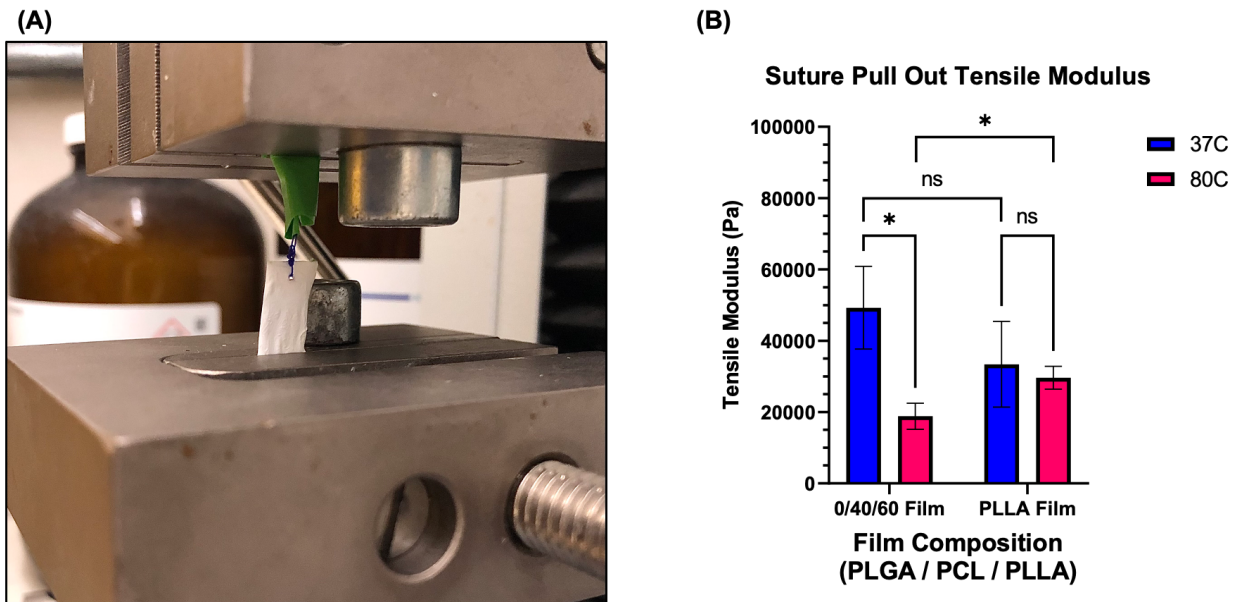 (A)
(B)
Suture Pull Out Tensile Modulus
Tensile Modulus (Pa)
100000
80000
60000
40000
20000
0
*
ns
*
ns
37C
80C
0/40/60 Film
PLLA Film
Film Composition
(PLGA / PCL / PLLA)